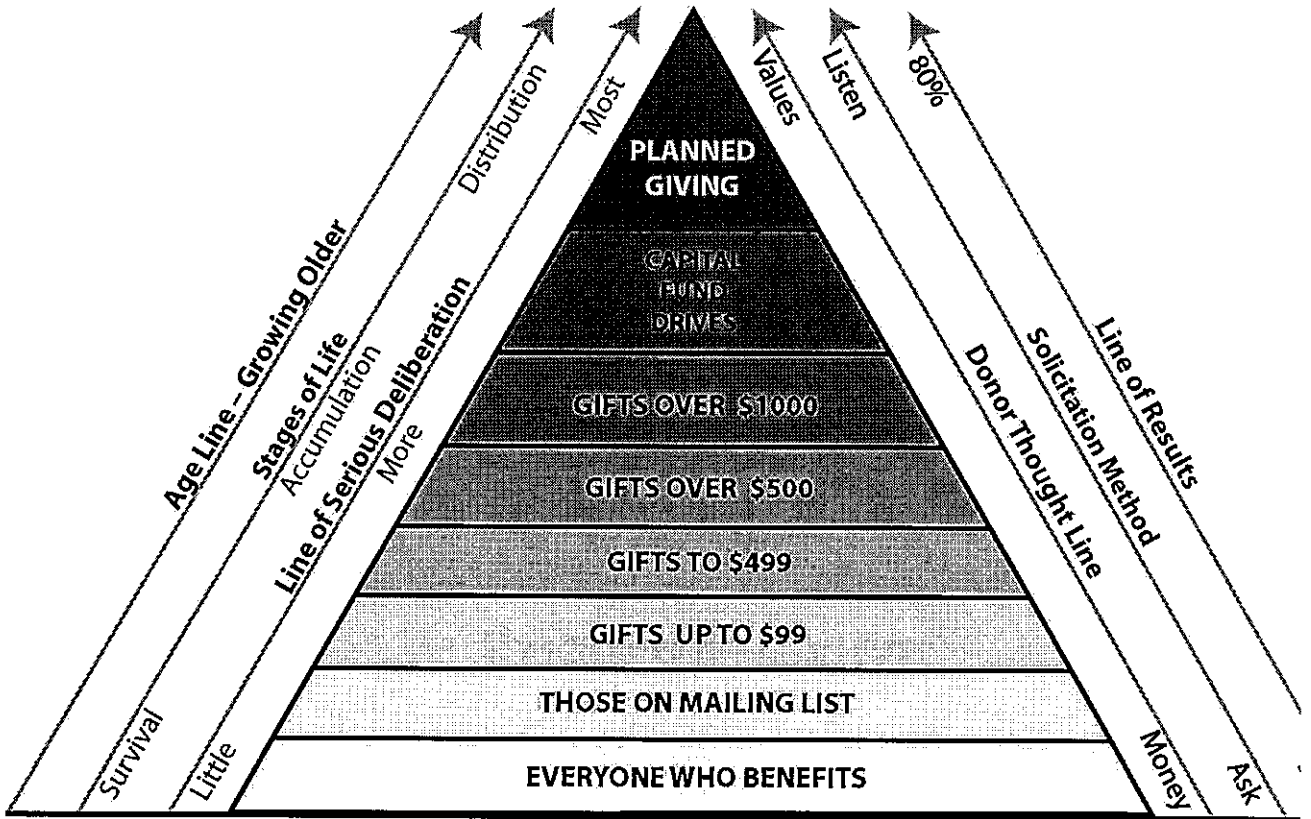 Age Line – Growing Older
Survival
Stages of Life
Accumulation
Distribution
Little
Line of Serious Deliberation
More
Most
PLANNED
GIVING
CAPITAL
FUND
DRIVES
GIFTS OVER $1000
GIFTS OVER $500
GIFTS TO $499
GIFTS UP TO $99
THOSE ON MAILING LIST
EVERYONE WHO BENEFITS
Values
Donor Thought Line
Money
Listen
Solicitation Method
Ask
80%
Line of Results